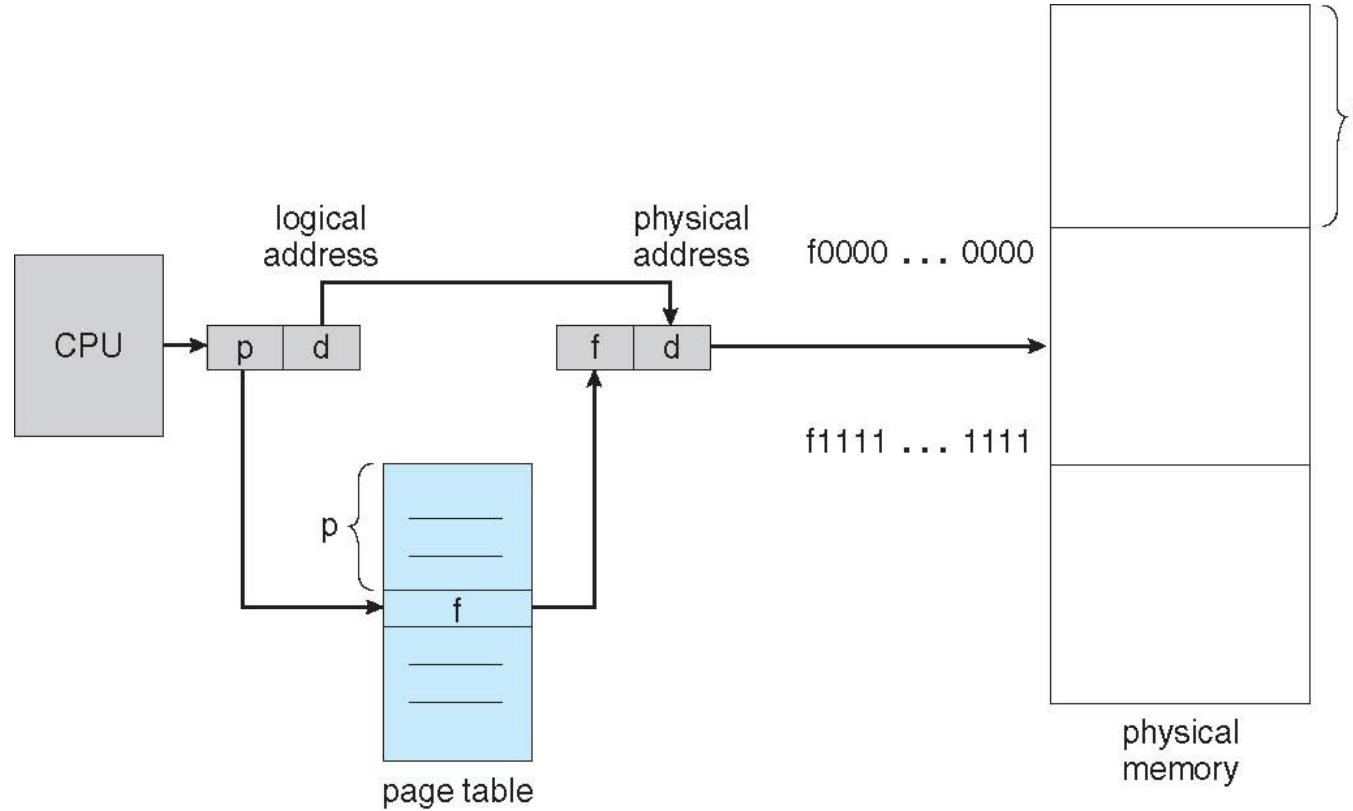 logical
address
physical
address
f0000 ... 0000
CPU
p
d
f
d
f1111 ... 1111
p
f
page table
physical
memory